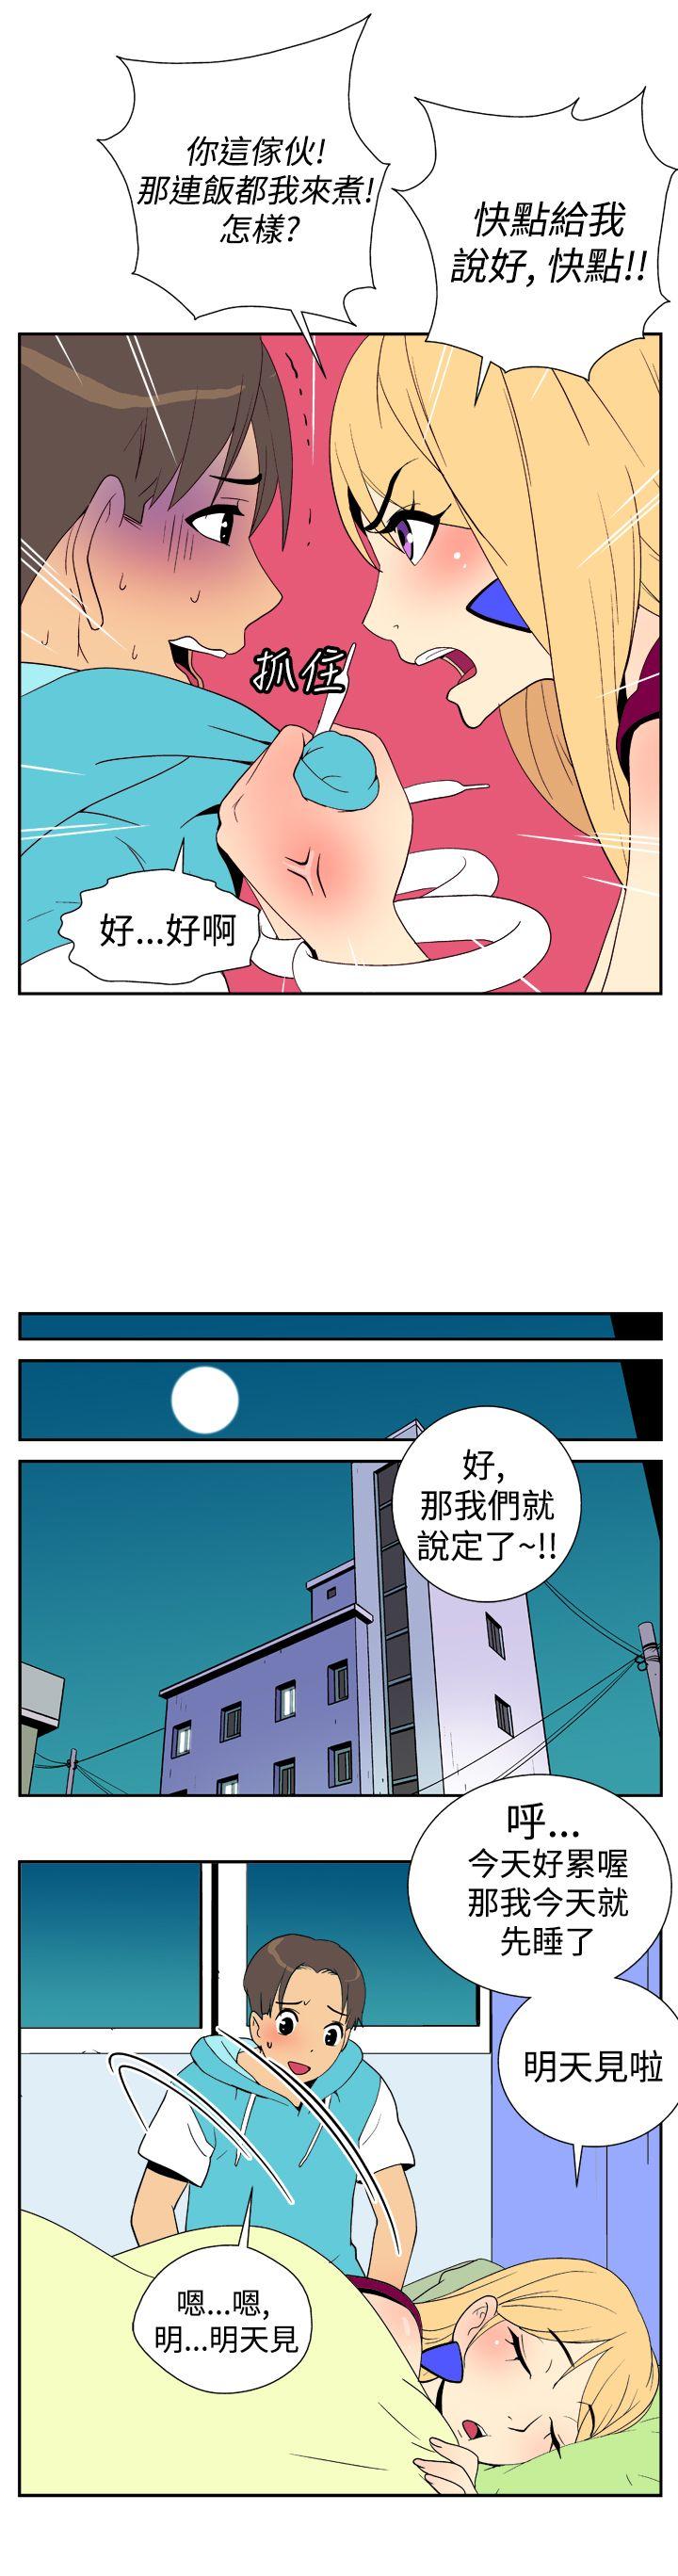 你這傢伙!
那連飯都我來煮!
怎樣?
快點給我
說好, 快點!!
抓住
好...好啊
好,
那我們就
說定了~!!
呼...
今天好累喔
那我今天就
先睡了
明天見啦
嗯...嗯,
明...明天見